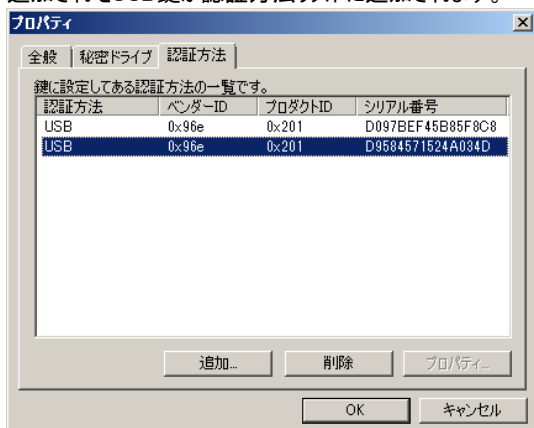 追加されてUSB鍵が認証方法リストに追加されます。
プロパティ
全般 秘密ドライブ 認証方法
鍵に設定してある認証方法の一覧です。
認証方法 ベンダーID プロダクトID シリアル番号
USB 0x96e 0x201 D097BEF45B85F8C8
USB 0x96e 0x201 D9584571524A034D
追加... 削除 プロパティ...
OK キャンセル